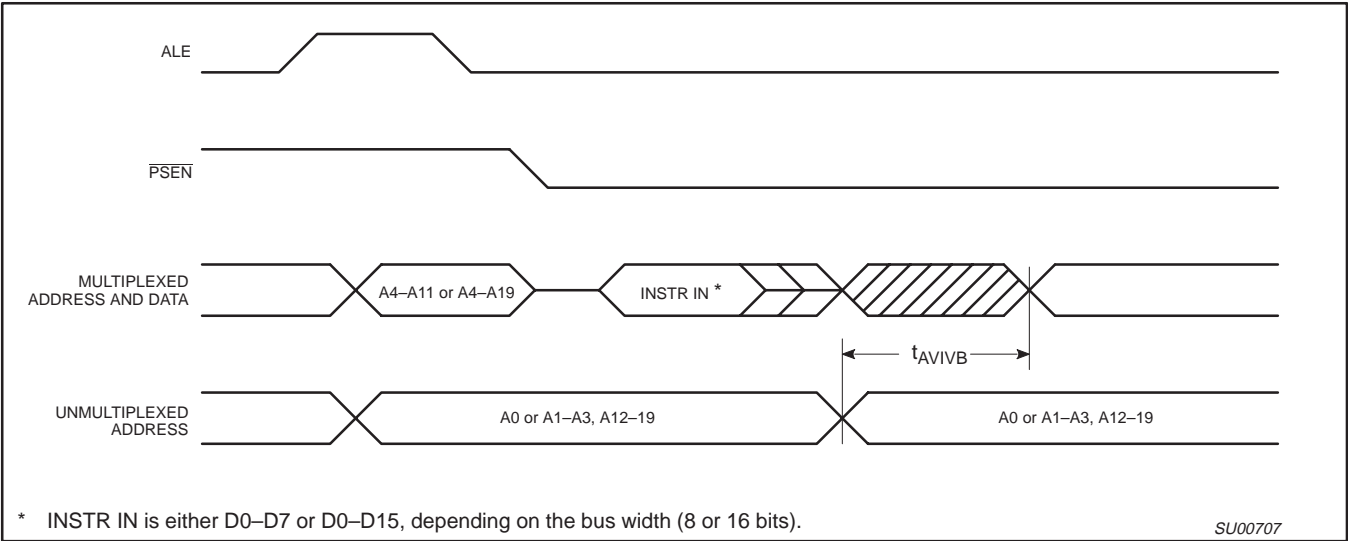 ALE
PSEN
MULTIPLEXED
ADDRESS AND DATA
A4–A11 or A4–A19
INSTR IN *
tAVIVB
UNMULTIPLEXED
ADDRESS
A0 or A1–A3, A12–19
A0 or A1–A3, A12–19
* INSTR IN is either D0–D7 or D0–D15, depending on the bus width (8 or 16 bits).
SU00707